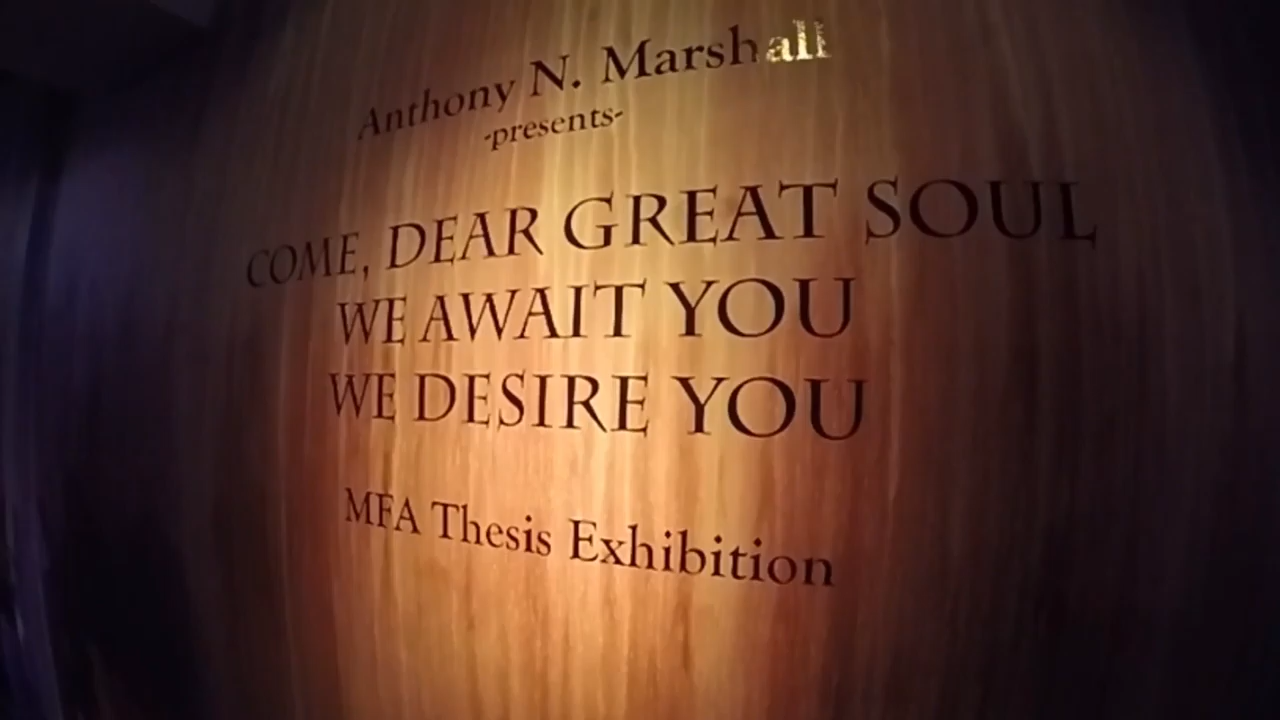 Anthony N. Marshall
-presents-
COME, DEAR GREAT SOUL
WE AWAIT YOU
WE DESIRE YOU
MFA Thesis Exhibition